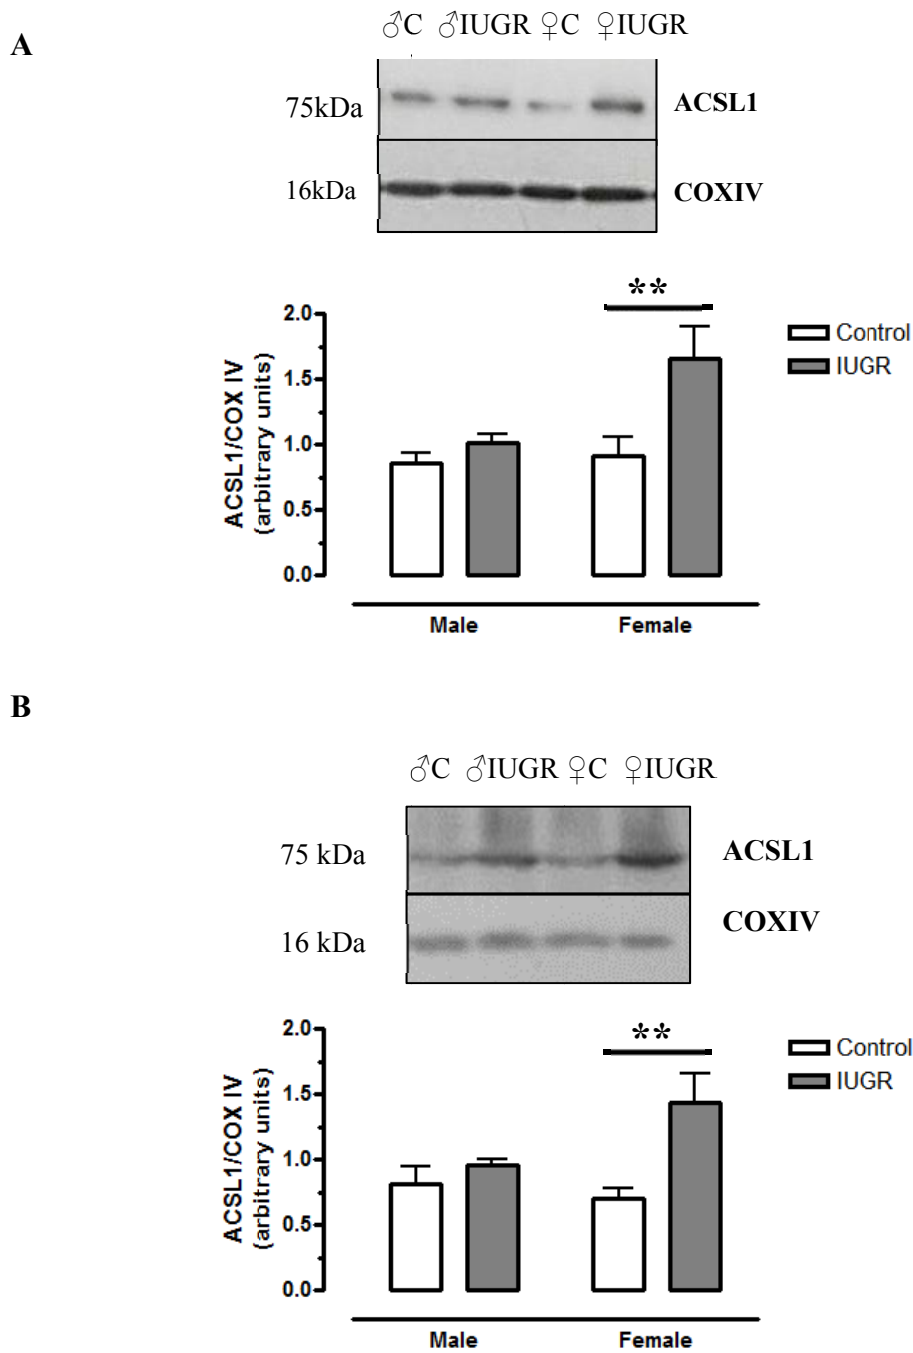 A
♂C ♂IUGR ♀C ♀IUGR
75kDa ACSL1
16kDa COXIV
**
2.0
1.5
1.0
0.5
0.0
ACSL1/COX IV
(arbitrary units)
Control
IUGR
Male Female
B
♂C ♂IUGR ♀C ♀IUGR
75 kDa ACSL1
16 kDa COXIV
**
2.0
1.5
1.0
0.5
0.0
ACSL1/COX IV
(arbitrary units)
Control
IUGR
Male Female